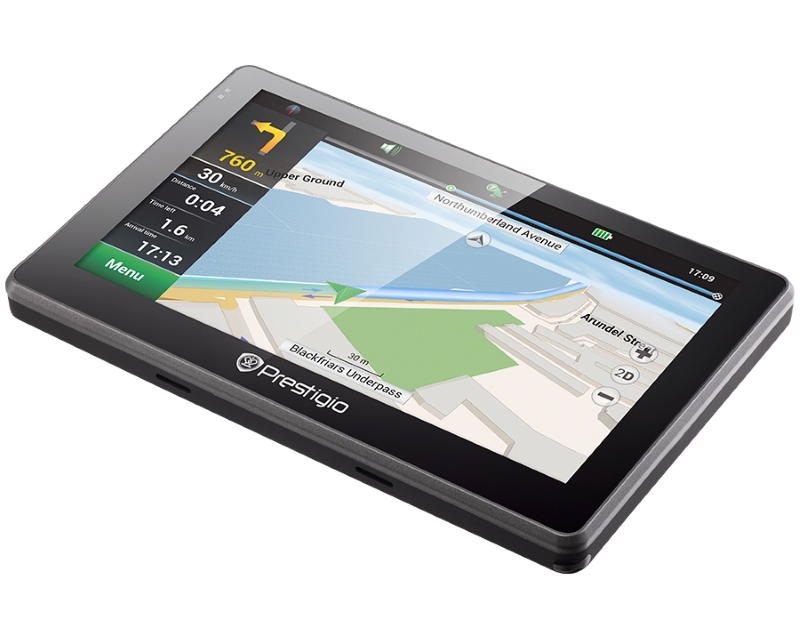 760 m
Upper Ground
30 km/h
Distance
0:04
Time left
1.6 km
Arrival time
17:13
Menu
Northumberland Avenue
17:09
Arundel Street
2D
30 m
Blackfriars Underpass
Prestigio